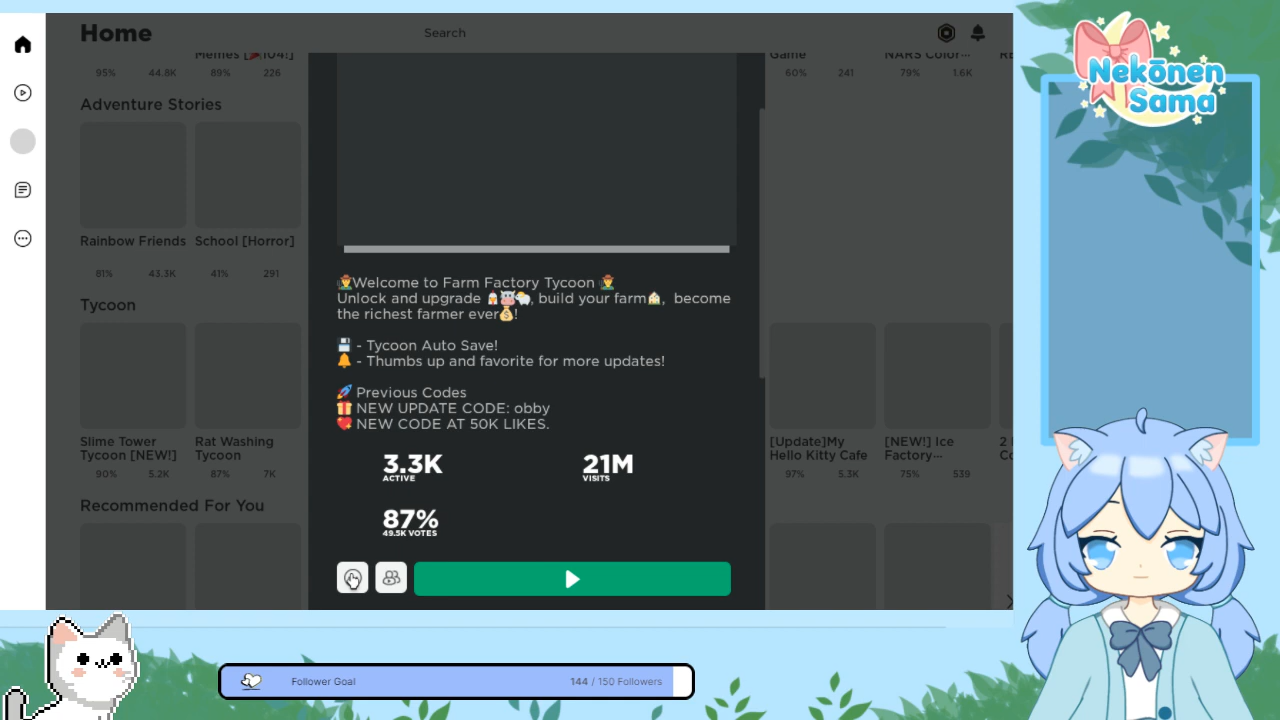 Home
Search
Memes [🎉104!]
Game
NARS Color...
RE
95% 44.8K 89% 226
60% 241 79% 1.6K
Adventure Stories
Rainbow Friends
School [Horror]
81% 43.3K 41% 291
Tycoon
Slime Tower
Tycoon [NEW!]
Rat Washing
Tycoon
90% 5.2K 87% 7K
Recommended For You
👨‍🌾Welcome to Farm Factory Tycoon 👨‍🌾
Unlock and upgrade 🐔🐮🐑, build your farm🏠, become
the richest farmer ever💰!
💾 - Tycoon Auto Save!
🔔 - Thumbs up and favorite for more updates!
🚀 Previous Codes
🎁 NEW UPDATE CODE: obby
💖 NEW CODE AT 50K LIKES.
3.3K
ACTIVE
21M
VISITS
87%
49.5K VOTES
[Update]My
Hello Kitty Cafe
[NEW!] Ice
Factory...
97% 5.3K 75% 539
Nekōnen
Sama
Follower Goal
144 / 150 Followers